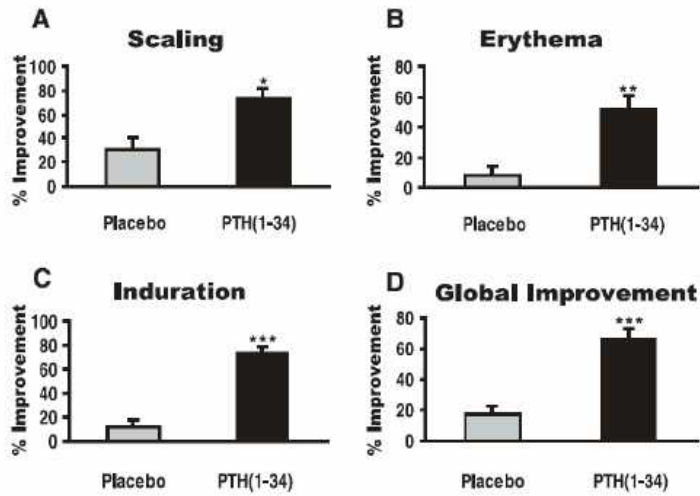 A
Scaling
% Improvement
100
80
60
40
20
0
*
Placebo PTH(1-34)
B
Erythema
% Improvement
80
60
40
20
0
**
Placebo PTH(1-34)
C
Induration
% Improvement
100
80
60
40
20
0
***
Placebo PTH(1-34)
D
Global Improvement
% Improvement
80
60
40
20
0
***
Placebo PTH(1-34)